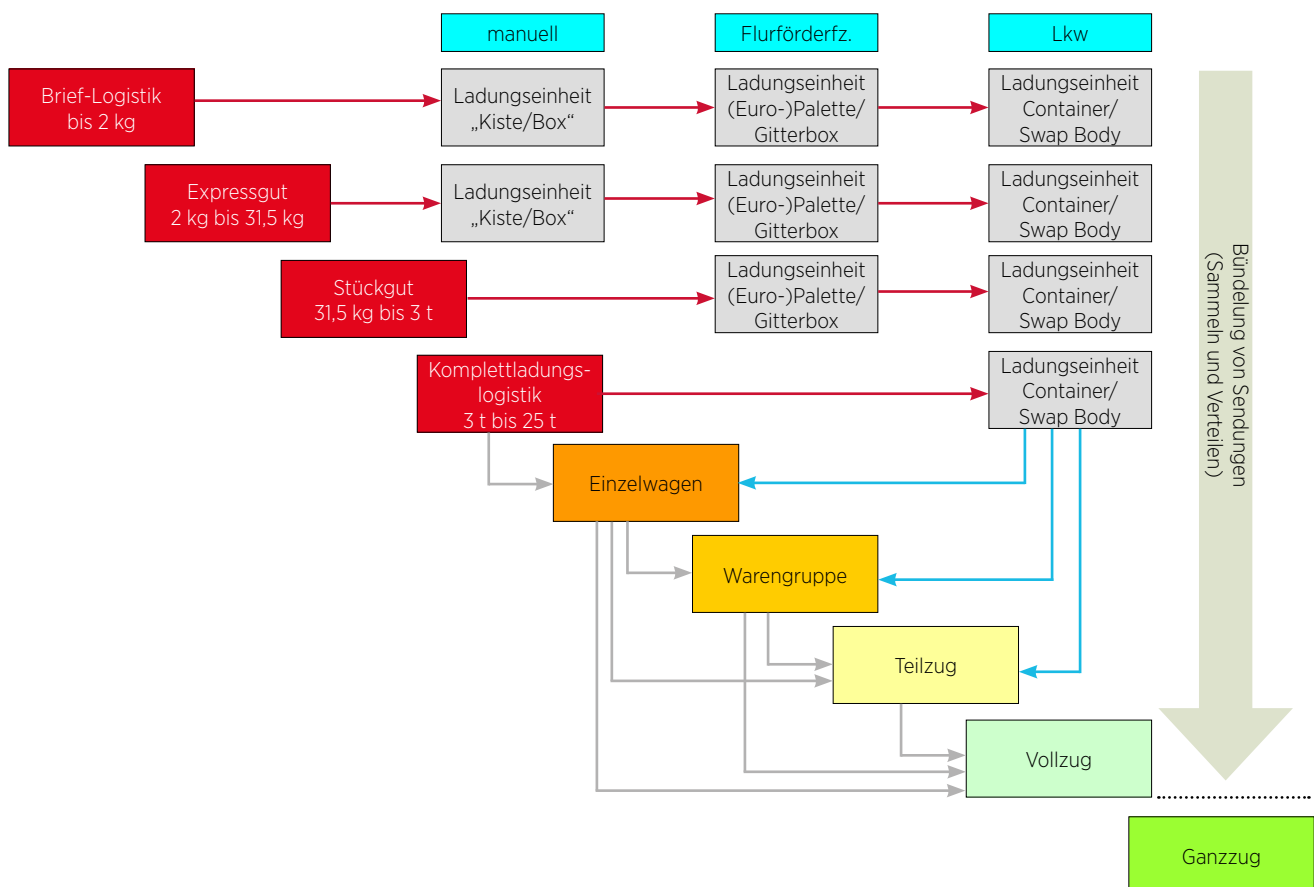 manuell
Flurförderfz.
Lkw
Brief-Logistik
bis 2 kg
Ladungseinheit
„Kiste/Box“
Ladungseinheit
(Euro-)Palette/
Gitterbox
Ladungseinheit
Container/
Swap Body
Expressgut
2 kg bis 31,5 kg
Ladungseinheit
„Kiste/Box“
Ladungseinheit
(Euro-)Palette/
Gitterbox
Ladungseinheit
Container/
Swap Body
Stückgut
31,5 kg bis 3 t
Ladungseinheit
(Euro-)Palette/
Gitterbox
Ladungseinheit
Container/
Swap Body
Komplettladungs-
logistik
3 t bis 25 t
Ladungseinheit
Container/
Swap Body
Bündelung von Sendungen
(Sammeln und Verteilen)
Einzelwagen
Warengruppe
Teilzug
Vollzug
Ganzzug